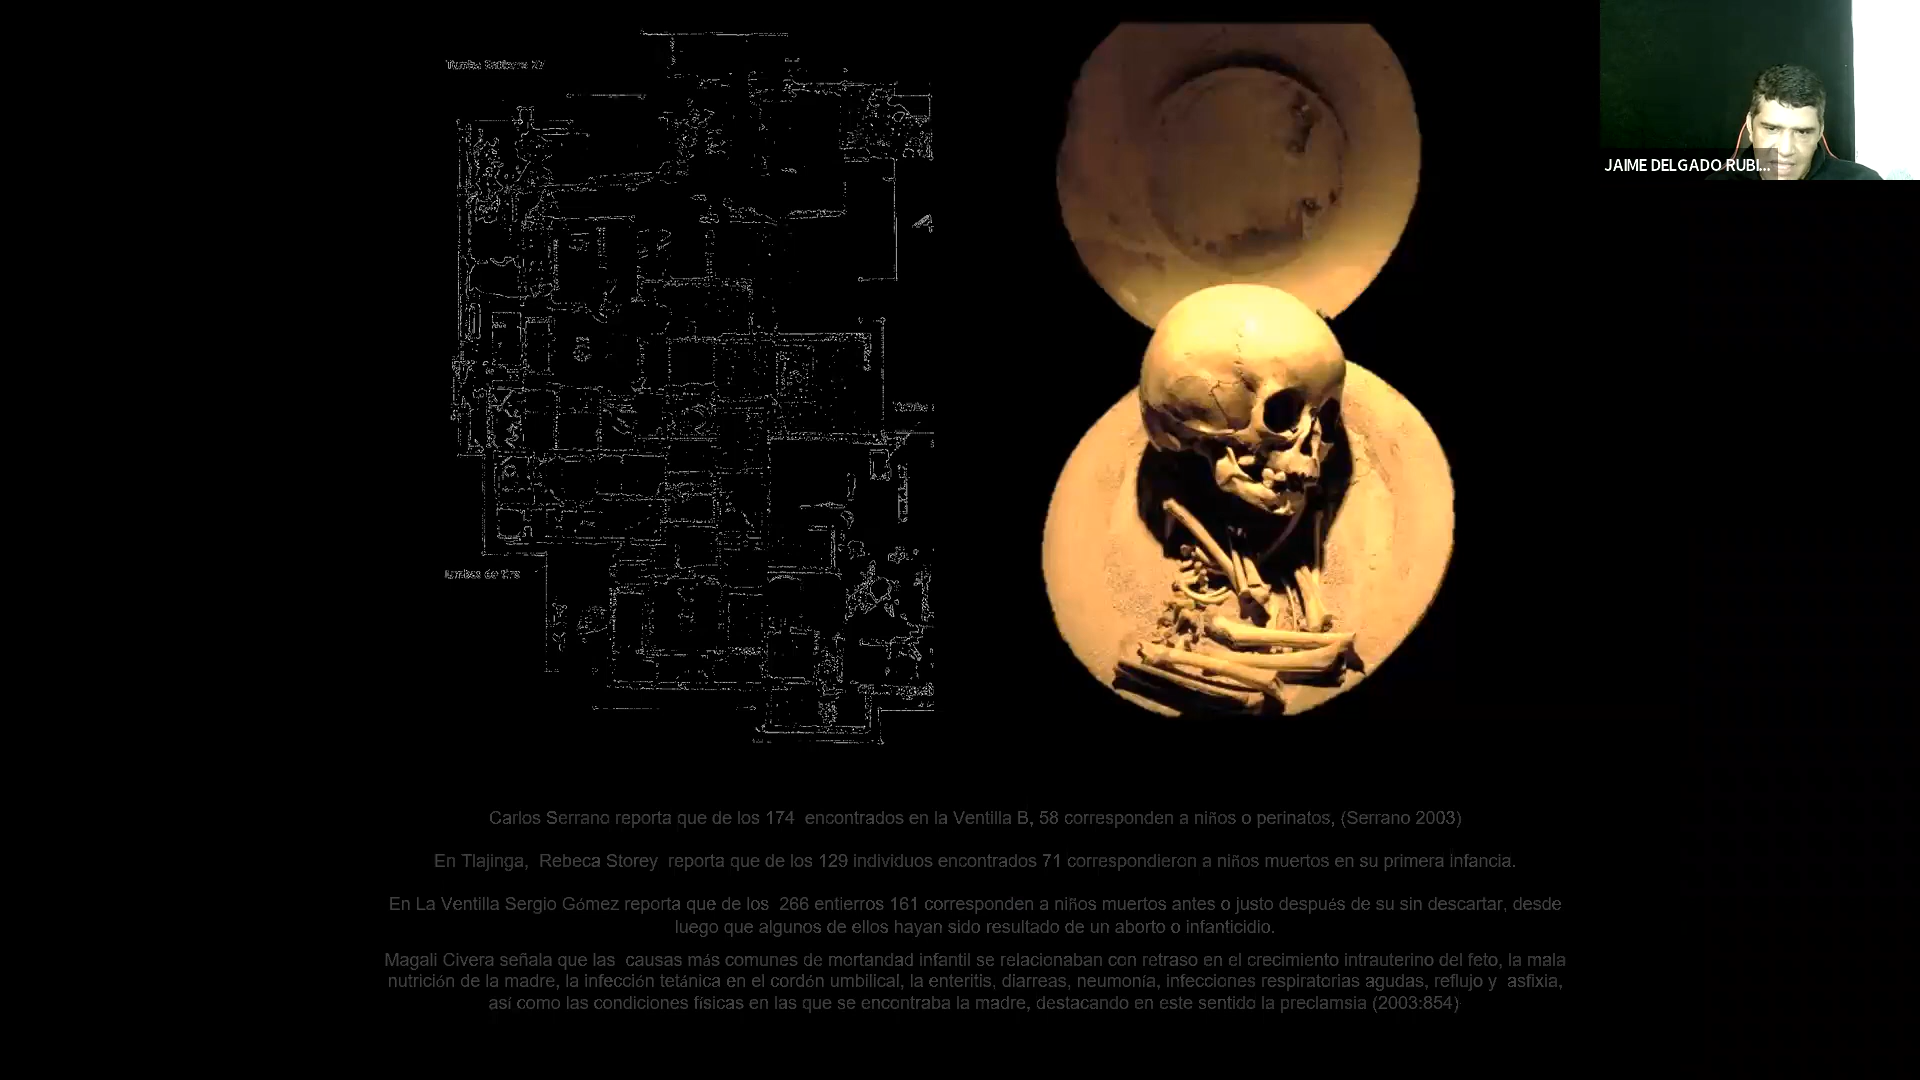 Tumba Entierro 27
JAIME DELGADO RUBI...
Tumbas de tiro
Carlos Serrano reporta que de los 174 encontrados en la Ventilla B, 58 corresponden a niños o perinatos, (Serrano 2003)
En Tlajinga, Rebeca Storey reporta que de los 129 individuos encontrados 71 correspondieron a niños muertos en su primera infancia.
En La Ventilla Sergio Gómez reporta que de los 266 entierros 161 corresponden a niños muertos antes o justo después de su sin descartar, desde
luego que algunos de ellos hayan sido resultado de un aborto o infanticidio.
Magali Civera señala que las causas más comunes de mortandad infantil se relacionaban con retraso en el crecimiento intrauterino del feto, la mala
nutrición de la madre, la infección tetánica en el cordón umbilical, la enteritis, diarreas, neumonía, infecciones respiratorias agudas, reflujo y asfixia,
así como las condiciones físicas en las que se encontraba la madre, destacando en este sentido la preclamsia (2003:854)